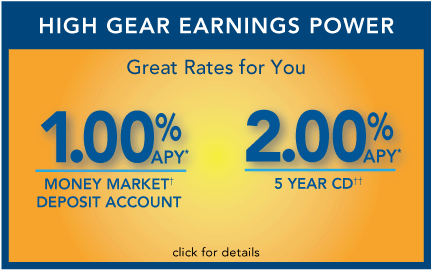 HIGH GEAR EARNINGS POWER
Great Rates for You
1.00% APY*
MONEY MARKET†
DEPOSIT ACCOUNT
2.00% APY*
5 YEAR CD††
click for details